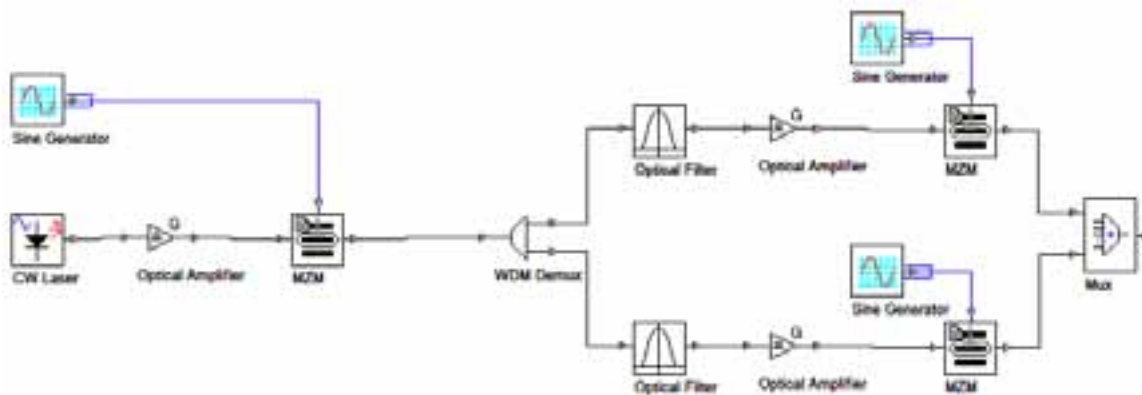 Sine Generator
Sine Generator
G
Optical Filter
Optical Amplifier
MZM
G
CW Laser
Optical Amplifier
MZM
WDM Demux
Sine Generator
Mux
G
Optical Filter
Optical Amplifier
MZM